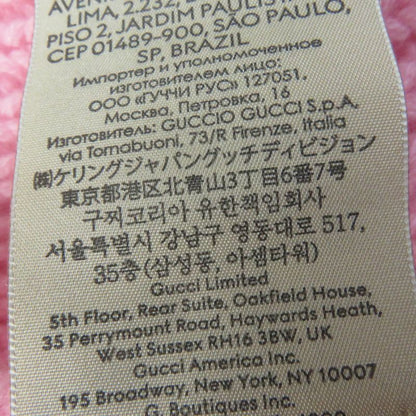 LIMA, 2.232,
PISO 2, JARDIM PAULIS
CEP 01489-900, SÃO PAULO,
SP, BRAZIL
Импортер и уполномоченное
изготовителем лицо:
ООО «ГУЧЧИ РУС» 127051,
Москва, Петровка, 16
Изготовитель: GUCCIO GUCCI S.p.A.
via Tornabuoni, 73/R Firenze, Italia
㈱ケリングジャパングッチディビジョン
東京都港区北青山3丁目6番7号
구찌코리아 유한책임회사
서울특별시 강남구 영동대로 517,
35층(삼성동, 아셈타워)
Gucci Limited
5th Floor, Rear Suite, Oakfield House,
35 Perrymount Road, Haywards Heath,
West Sussex RH16 3BW, UK
Gucci America Inc.
195 Broadway, New York, NY 10007
G. Boutiques Inc.